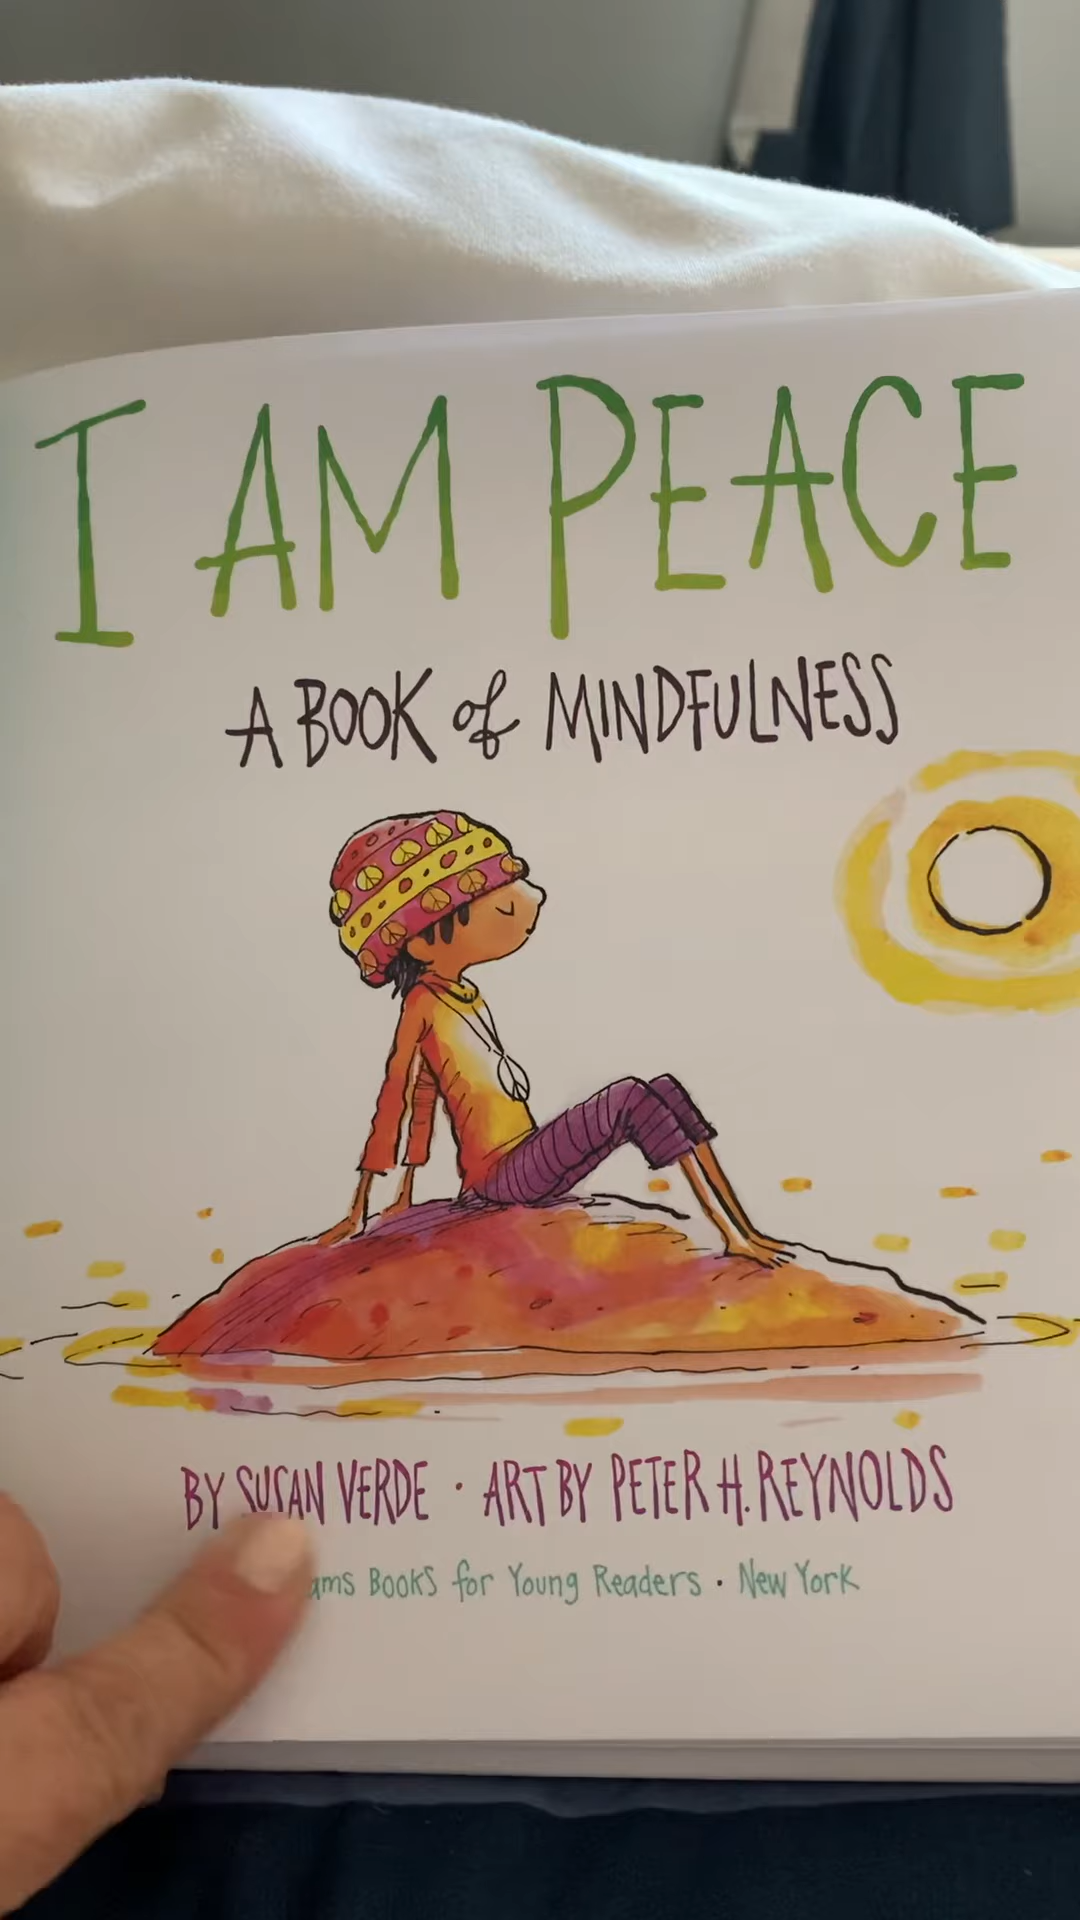 I AM PEACE
A BOOK of MINDFULNESS
BY SUSAN VERDE · ART BY PETER H. REYNOLDS
Books for Young Readers · New York